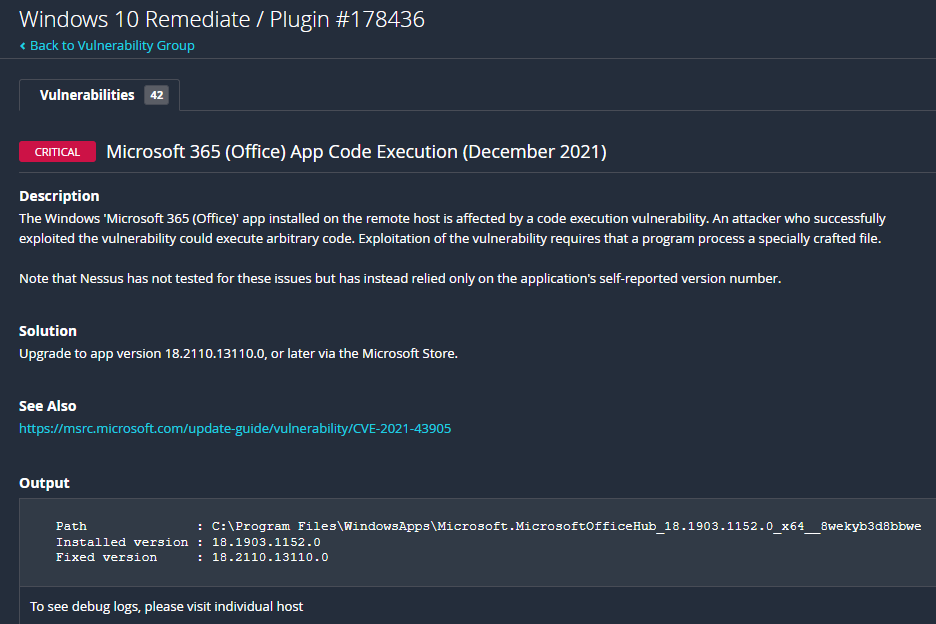 Windows 10 Remediate / Plugin #178436
‹ Back to Vulnerability Group
Vulnerabilities 42
CRITICAL Microsoft 365 (Office) App Code Execution (December 2021)
Description
The Windows 'Microsoft 365 (Office)' app installed on the remote host is affected by a code execution vulnerability. An attacker who successfully
exploited the vulnerability could execute arbitrary code. Exploitation of the vulnerability requires that a program process a specially crafted file.
Note that Nessus has not tested for these issues but has instead relied only on the application's self-reported version number.
Solution
Upgrade to app version 18.2110.13110.0, or later via the Microsoft Store.
See Also
https://msrc.microsoft.com/update-guide/vulnerability/CVE-2021-43905
Output
Path : C:\Program Files\WindowsApps\Microsoft.MicrosoftOfficeHub_18.1903.1152.0_x64__8wekyb3d8bbwe
Installed version : 18.1903.1152.0
Fixed version : 18.2110.13110.0
To see debug logs, please visit individual host